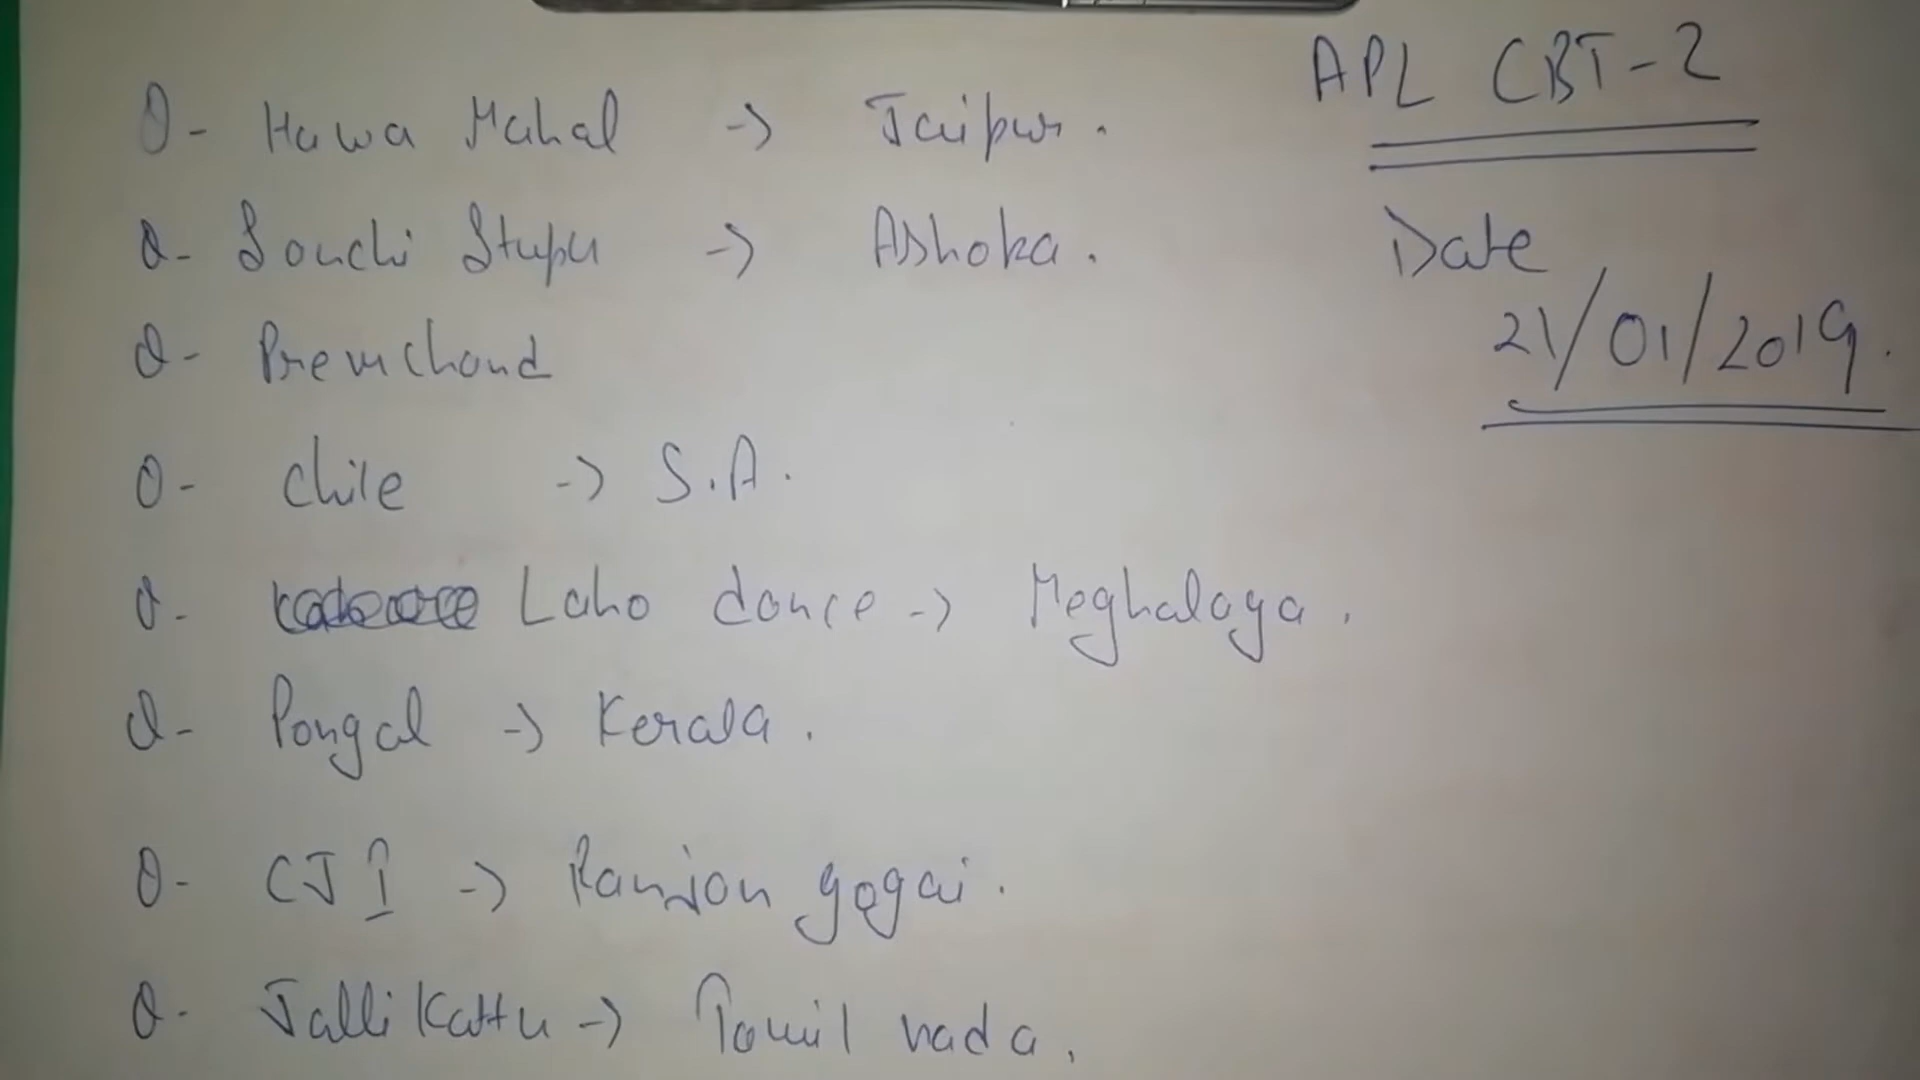 APL CBT-2
Date
21/01/2019.
Q- Hawa Mahal -> Jaipur.
Q- Sanchi Stupa -> Ashoka.
Q- Premchand
Q- Chile -> S.A.
Q- Laho dance -> Meghalaya.
Q- Pongal -> Kerala.
Q- CJI -> Ranjan gogai.
Q- Jallikattu -> Tamil nada.